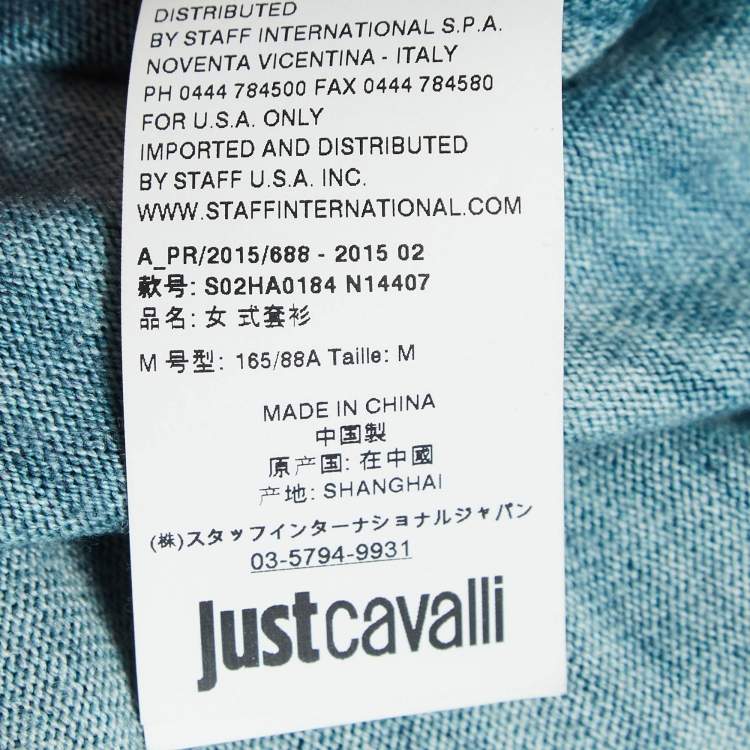 DISTRIBUTED
BY STAFF INTERNATIONAL S.P.A.
NOVENTA VICENTINA - ITALY
PH 0444 784500 FAX 0444 784580
FOR U.S.A. ONLY
IMPORTED AND DISTRIBUTED
BY STAFF U.S.A. INC.
WWW.STAFFINTERNATIONAL.COM
A_PR/2015/688 - 2015 02
款号: S02HA0184 N14407
品名: 女 式套衫
M 号型: 165/88A Taille: M
MADE IN CHINA
中国製
原产国: 在中國
产地: SHANGHAI
(株)スタッフインターナショナルジャパン
03-5794-9931
Justcavalli